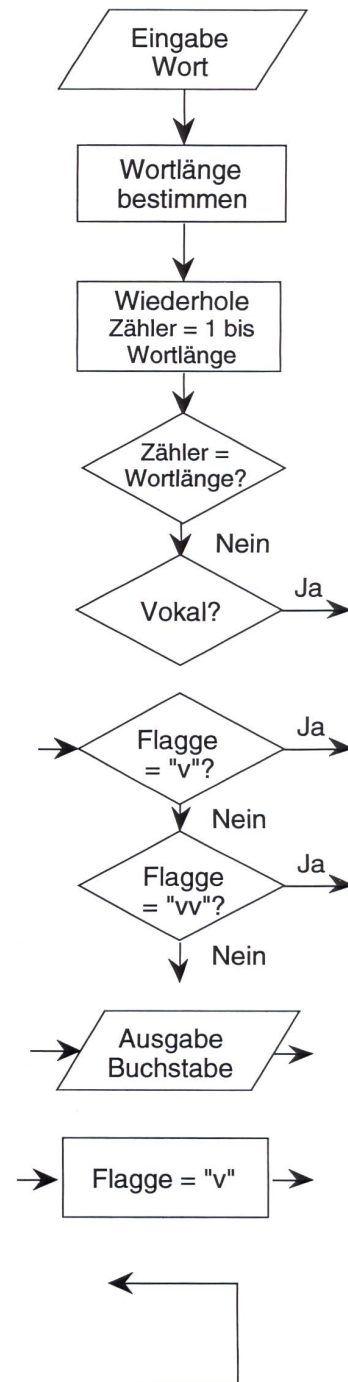 Eingabe
Wort
Wortlänge
bestimmen
Wiederhole
Zähler = 1 bis
Wortlänge
Zähler =
Wortlänge?
Nein
Vokal?
Ja
Flagge
= "v"?
Ja
Nein
Flagge
= "vv"?
Ja
Nein
Ausgabe
Buchstabe
Flagge = "v"